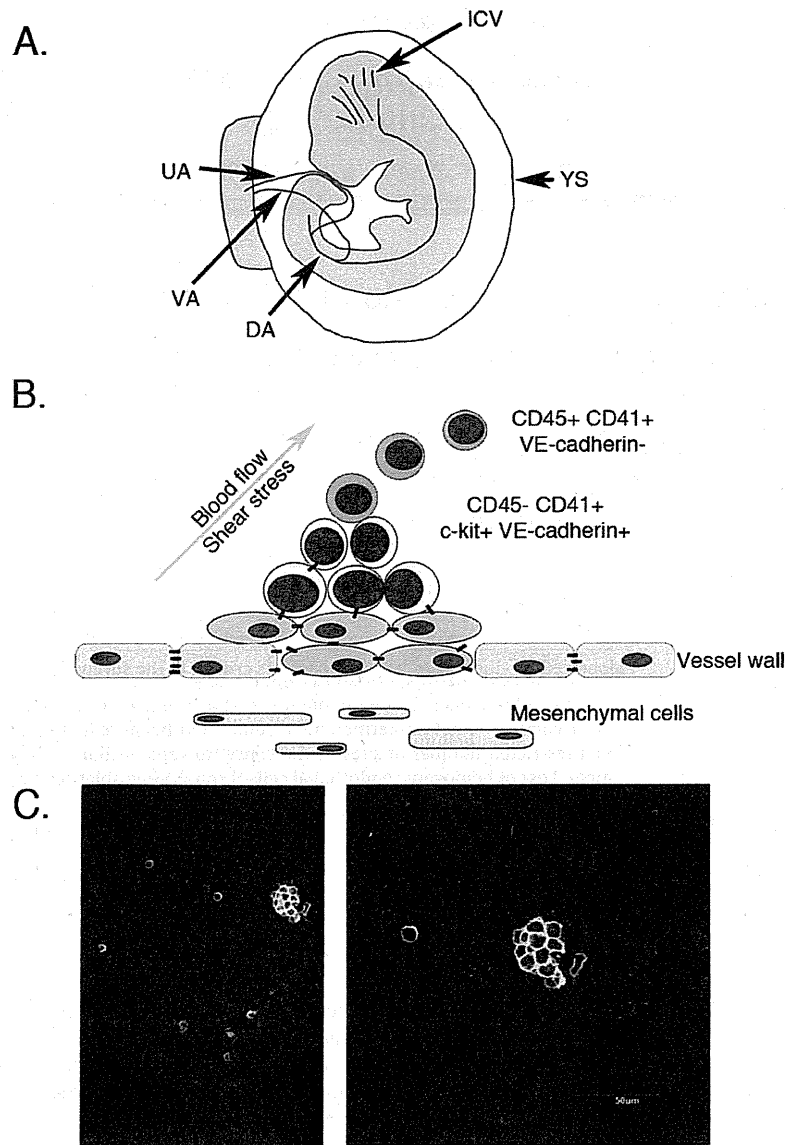 A.
ICV
UA
YS
VA
DA
B.
CD45+ CD41+
VE-cadherin-
Blood flow
Shear stress
CD45- CD41+
c-kit+ VE-cadherin+
Vessel wall
Mesenchymal cells
C.
50um